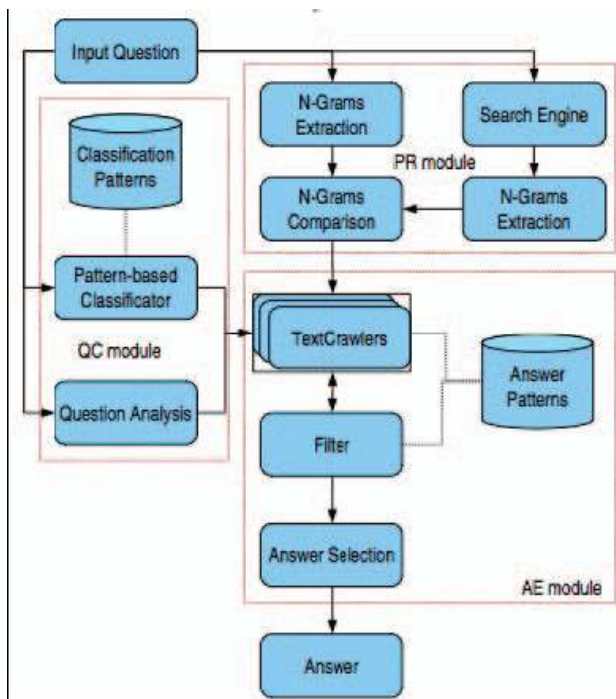 Input Question
N-Grams
Extraction
Search Engine
PR module
Classification
Patterns
N-Grams
Comparison
N-Grams
Extraction
Pattern-based
Classificator
QC module
TextCrawlers
Answer
Patterns
Question Analysis
Filter
Answer Selection
AE module
Answer